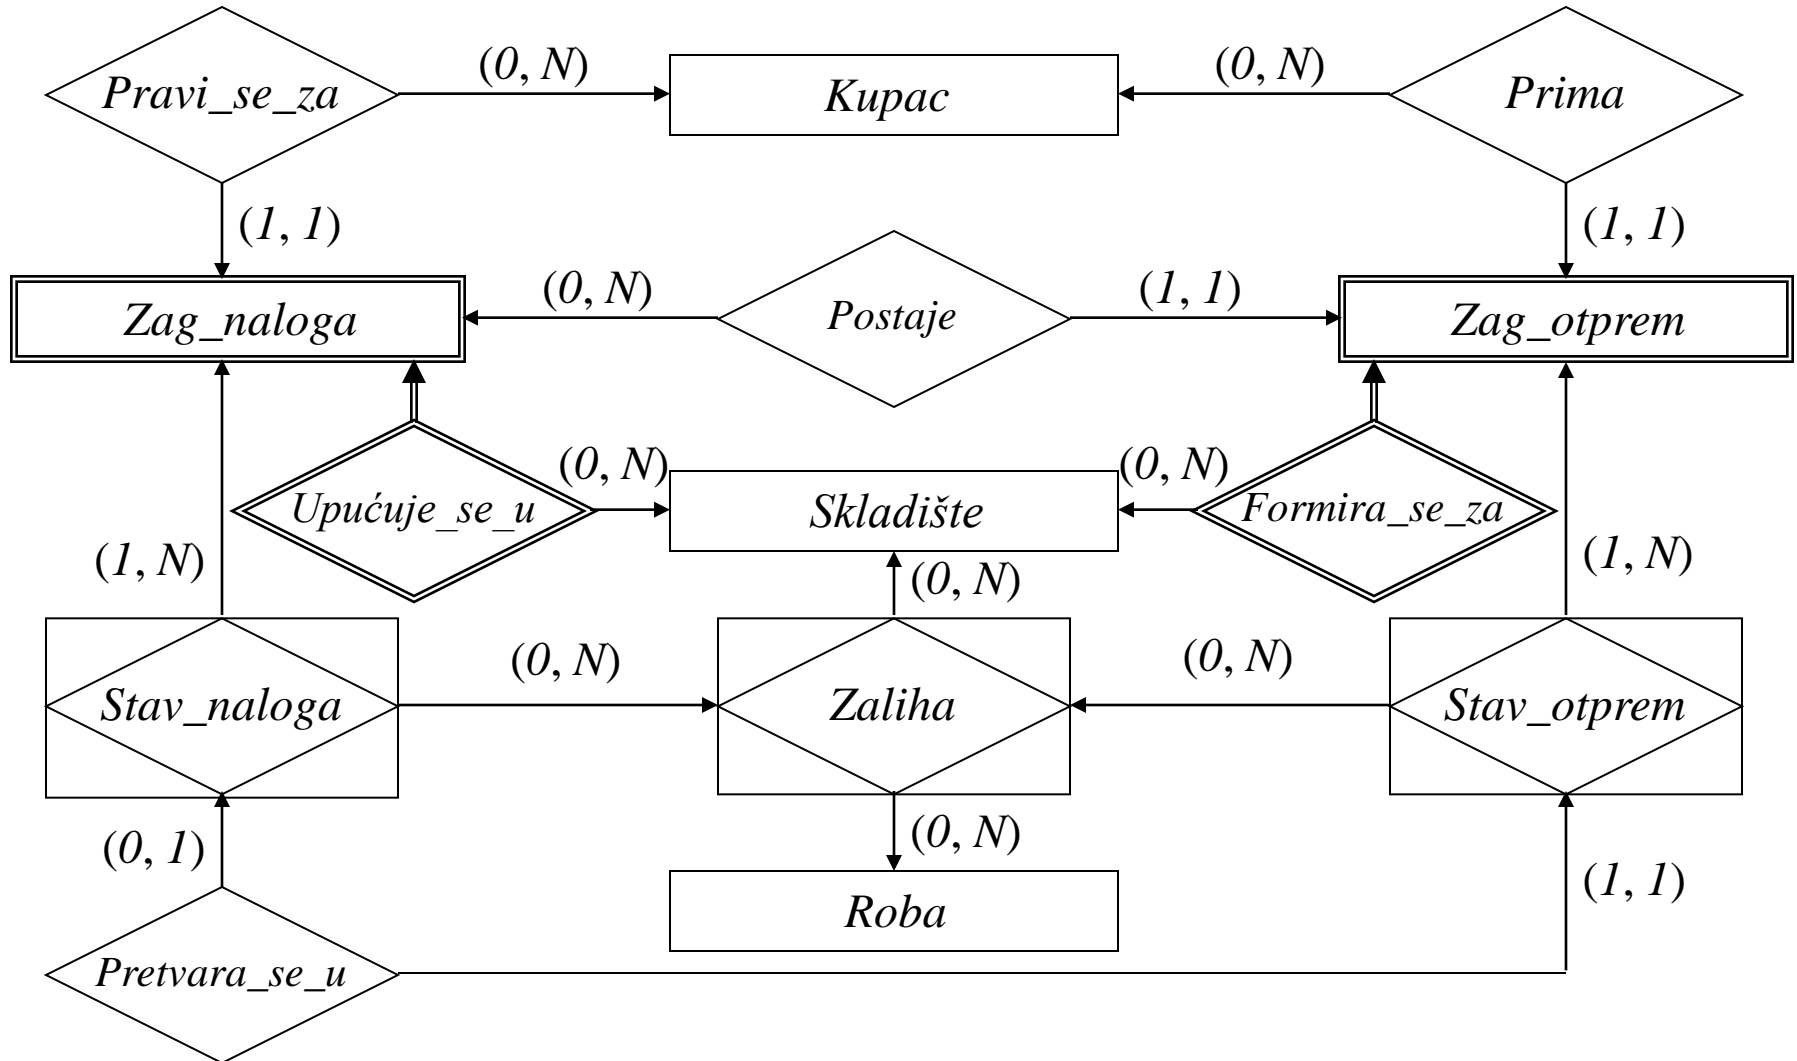 Pravi_se_za
(0, N)
Kupac
(0, N)
Prima
(1, 1)
(1, 1)
Zag_naloga
(0, N)
Postaje
(1, 1)
Zag_otprem
Upućuje_se_u
(0, N)
Skladište
(0, N)
Formira_se_za
(1, N)
(0, N)
(1, N)
Stav_naloga
(0, N)
Zaliha
(0, N)
Stav_otprem
(0, 1)
(0, N)
(1, 1)
Roba
Pretvara_se_u